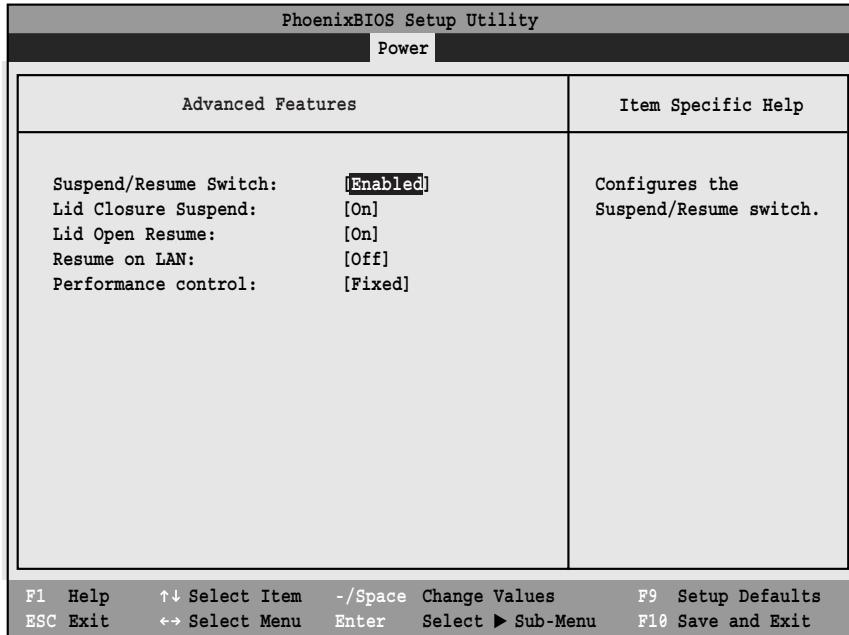 PhoenixBIOS Setup Utility
Power
Advanced Features
Item Specific Help
Suspend/Resume Switch: [Enabled]
Lid Closure Suspend: [On]
Lid Open Resume: [On]
Resume on LAN: [Off]
Performance control: [Fixed]
Configures the
Suspend/Resume switch.
F1 Help ↑↓ Select Item -/Space Change Values F9 Setup Defaults
ESC Exit ←→ Select Menu Enter Select ▶ Sub-Menu F10 Save and Exit